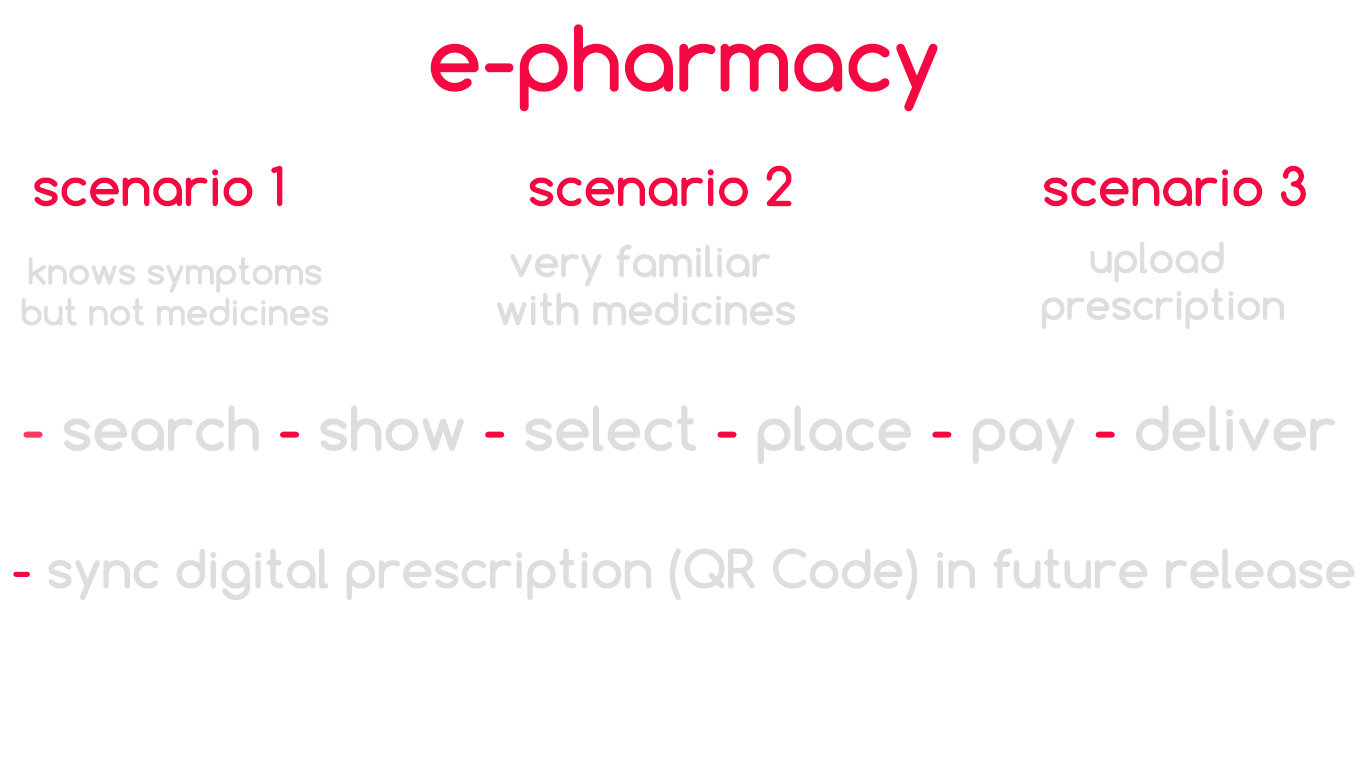 e-pharmacy
scenario 1
knows symptoms
but not medicines
scenario 2
very familiar
with medicines
scenario 3
upload
prescription
- search - show - select - place - pay - deliver
- sync digital prescription (QR Code) in future release